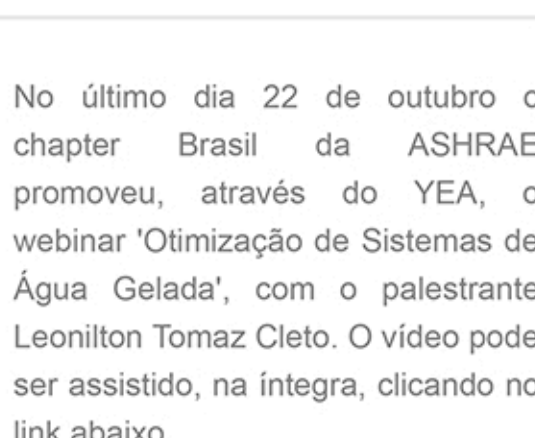 No último dia 22 de outubro o
chapter Brasil da ASHRAE
promoveu, através do YEA, o
webinar 'Otimização de Sistemas de
Água Gelada', com o palestrante
Leonilton Tomaz Cleto. O vídeo pode
ser assistido, na íntegra, clicando no
link abaixo